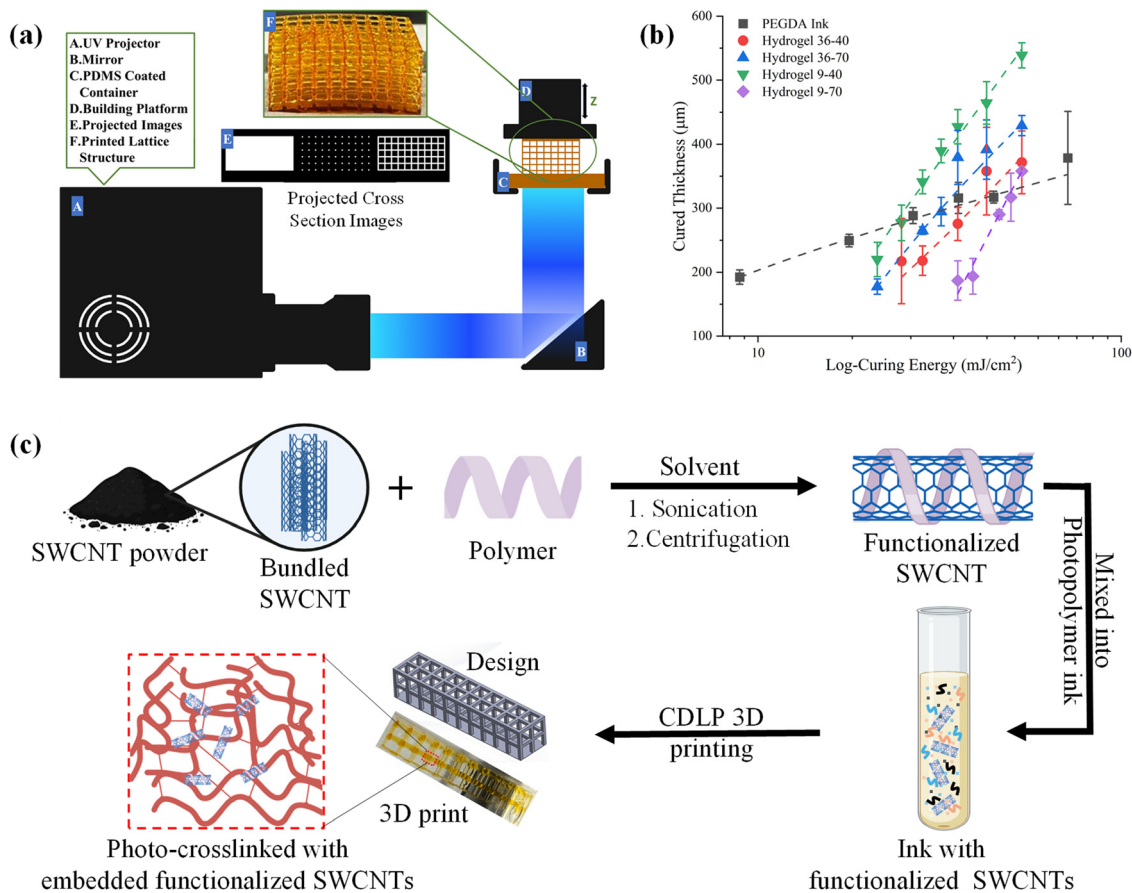 (a)
A.UV Projector
B.Mirror
C.PDMS Coated
Container
D.Building Platform
E.Projected Images
F.Printed Lattice
Structure
F
D
Z
E
C
Projected Cross
Section Images
A
B
(b)
PEGDA Ink
Hydrogel 36-40
Hydrogel 36-70
Hydrogel 9-40
Hydrogel 9-70
600
500
400
300
200
100
Cured Thickness (μm)
10
100
Log-Curing Energy (mJ/cm²)
(c)
SWCNT powder
Bundled
SWCNT
+
Polymer
Solvent
1. Sonication
2.Centrifugation
Functionalized
SWCNT
Mixed into
Photopolymer ink
Ink with
functionalized SWCNTs
CDLP 3D
printing
Design
3D print
Photo-crosslinked with
embedded functionalized SWCNTs